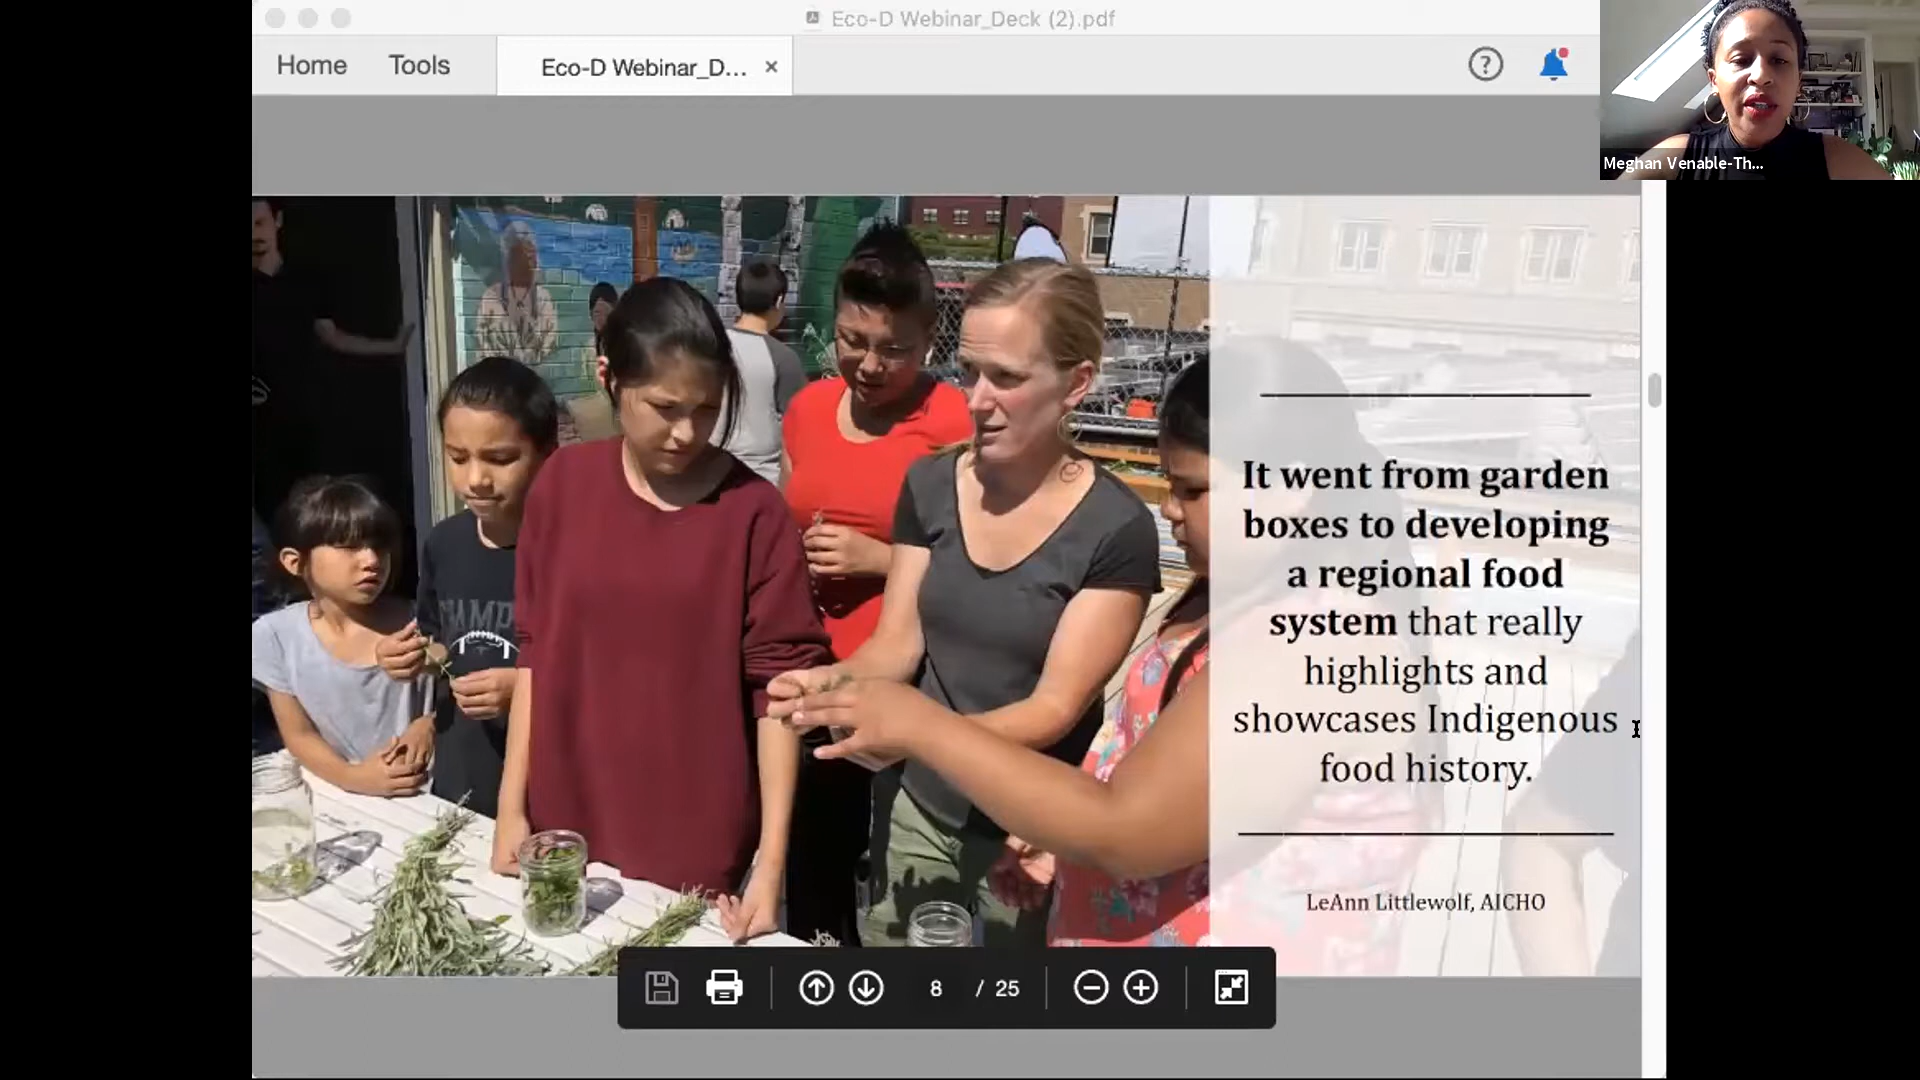 Eco-D Webinar_Deck (2).pdf
Home
Tools
Eco-D Webinar_D...
Meghan Venable-Th...
CHAMP
It went from garden
boxes to developing
a regional food
system that really
highlights and
showcases Indigenous
food history.
LeAnn Littlewolf, AICHO
8 / 25